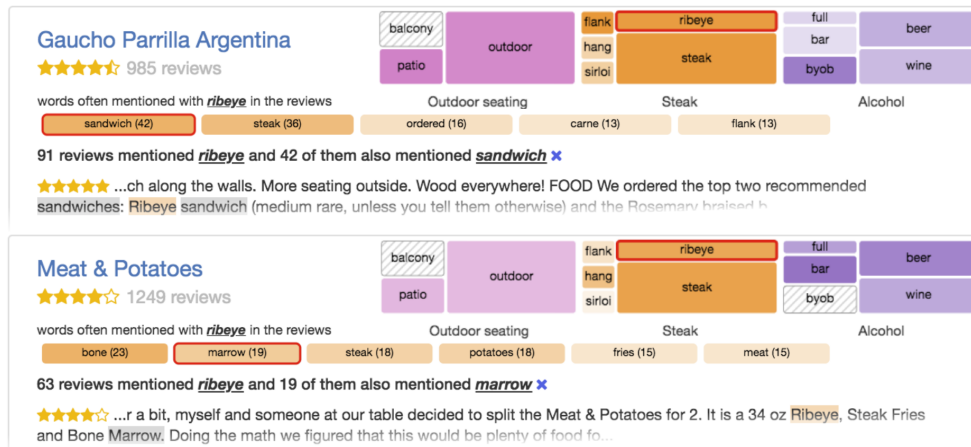 Gaucho Parrilla Argentina
985 reviews
balcony
patio
outdoor
flank
hang
sirloi
ribeye
steak
full
bar
byob
beer
wine
Outdoor seating
Steak
Alcohol
words often mentioned with ribeye in the reviews
sandwich (42)
steak (36)
ordered (16)
carne (13)
flank (13)
91 reviews mentioned ribeye and 42 of them also mentioned sandwich ×
...ch along the walls. More seating outside. Wood everywhere! FOOD We ordered the top two recommended
sandwiches: Ribeye sandwich (medium rare, unless you tell them otherwise) and the Rosemary braised b
Meat & Potatoes
1249 reviews
balcony
patio
outdoor
flank
hang
sirloi
ribeye
steak
full
bar
byob
beer
wine
Outdoor seating
Steak
Alcohol
words often mentioned with ribeye in the reviews
bone (23)
marrow (19)
steak (18)
potatoes (18)
fries (15)
meat (15)
63 reviews mentioned ribeye and 19 of them also mentioned marrow ×
...r a bit, myself and someone at our table decided to split the Meat & Potatoes for 2. It is a 34 oz Ribeye, Steak Fries
and Bone Marrow. Doing the math we figured that this would be plenty of food fo...